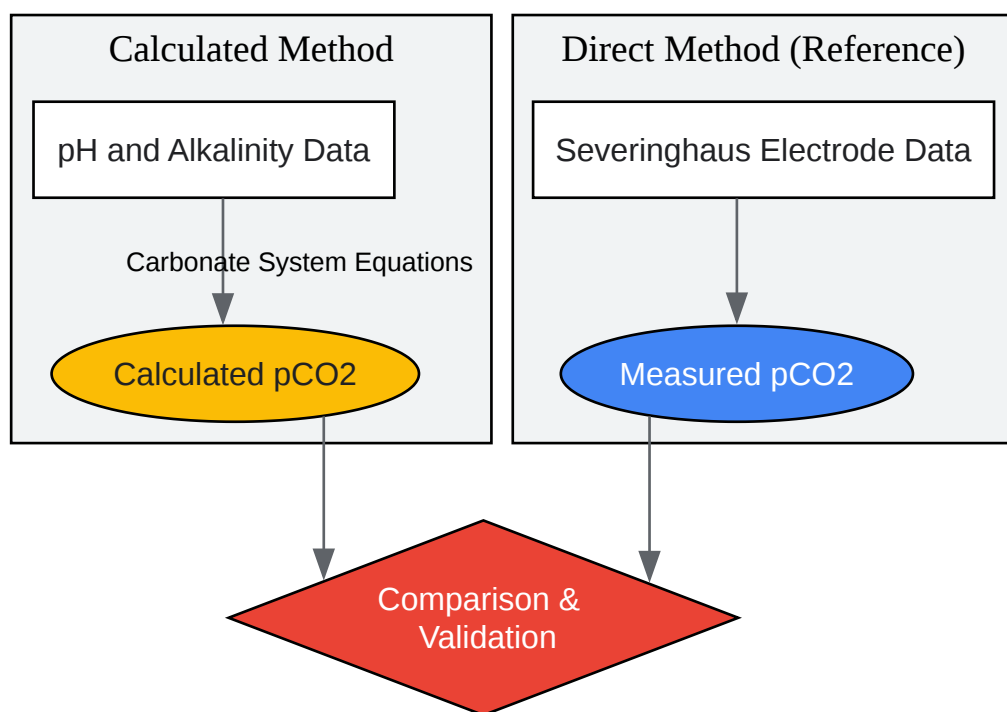 Calculated Method
pH and Alkalinity Data
Carbonate System Equations
Calculated pCO2
Direct Method (Reference)
Severinghaus Electrode Data
Measured pCO2
Comparison &
Validation